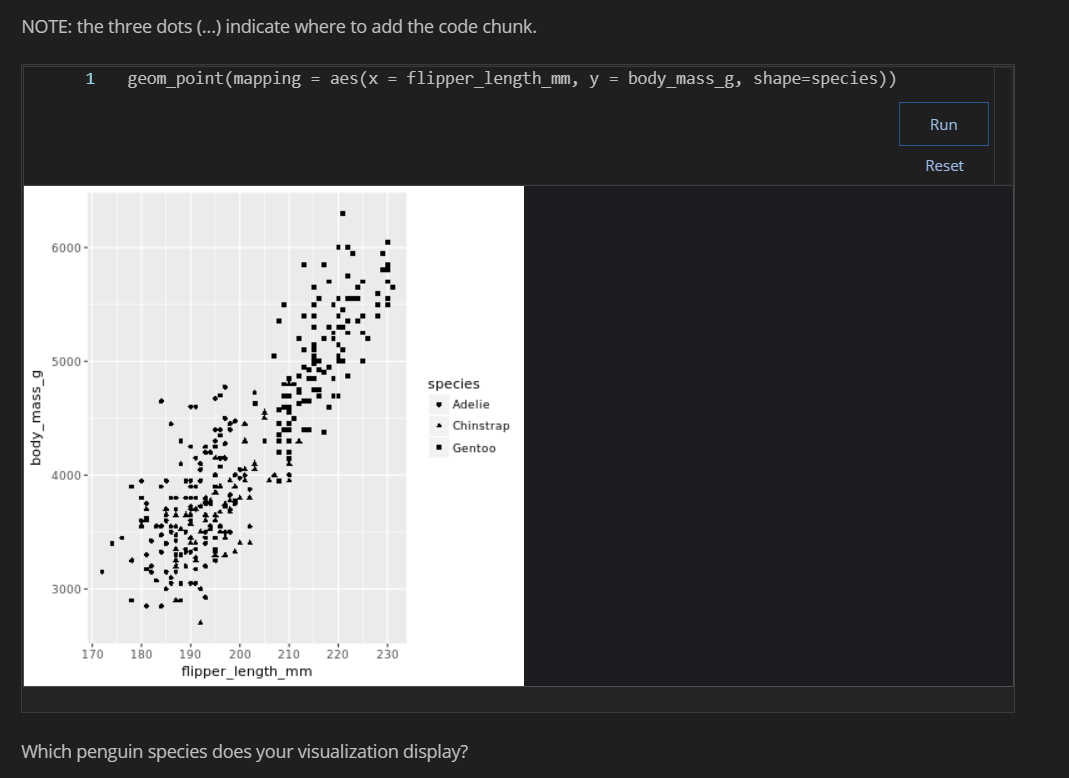 NOTE: the three dots (...) indicate where to add the code chunk.
1 geom_point(mapping = aes(x = flipper_length_mm, y = body_mass_g, shape=species))
Run
Reset
6000
5000
4000
3000
body_mass_g
170 180 190 200 210 220 230
flipper_length_mm
species
Adelie
Chinstrap
Gentoo
Which penguin species does your visualization display?